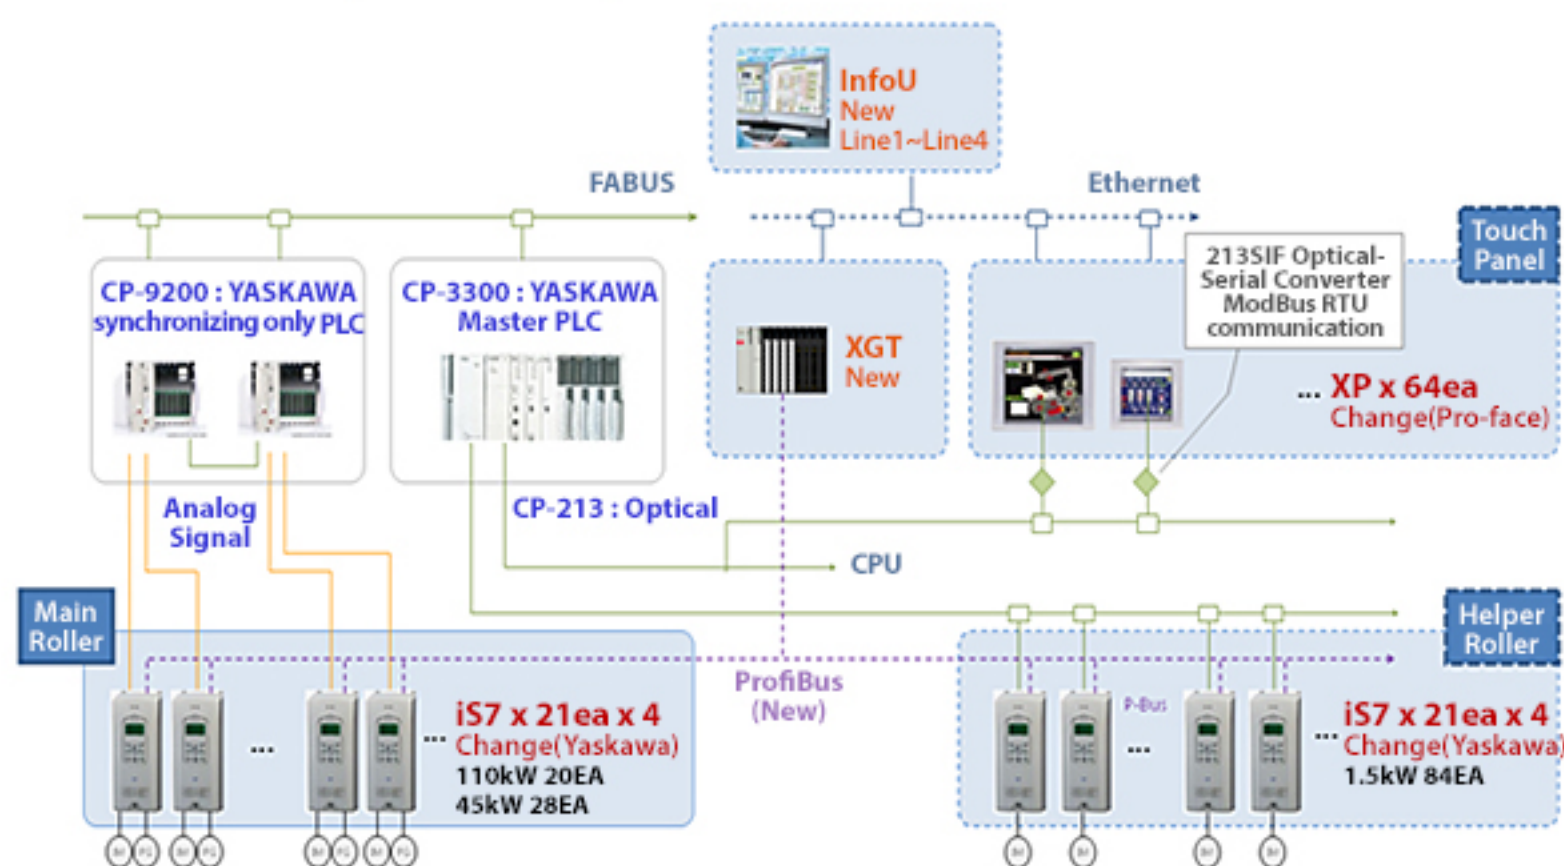 InfoU
New
Line1~Line4
FABUS
Ethernet
Touch
Panel
213SIF Optical-
Serial Converter
ModBus RTU
communication
CP-9200 : YASKAWA
synchronizing only PLC
CP-3300 : YASKAWA
Master PLC
XGT
New
... XP x 64ea
Change(Pro-face)
Analog
Signal
CP-213 : Optical
CPU
Main
Roller
Helper
Roller
ProfiBus
(New)
P-Bus
...
... iS7 x 21ea x 4
Change(Yaskawa)
110kW 20EA
45kW 28EA
...
... iS7 x 21ea x 4
Change(Yaskawa)
1.5kW 84EA